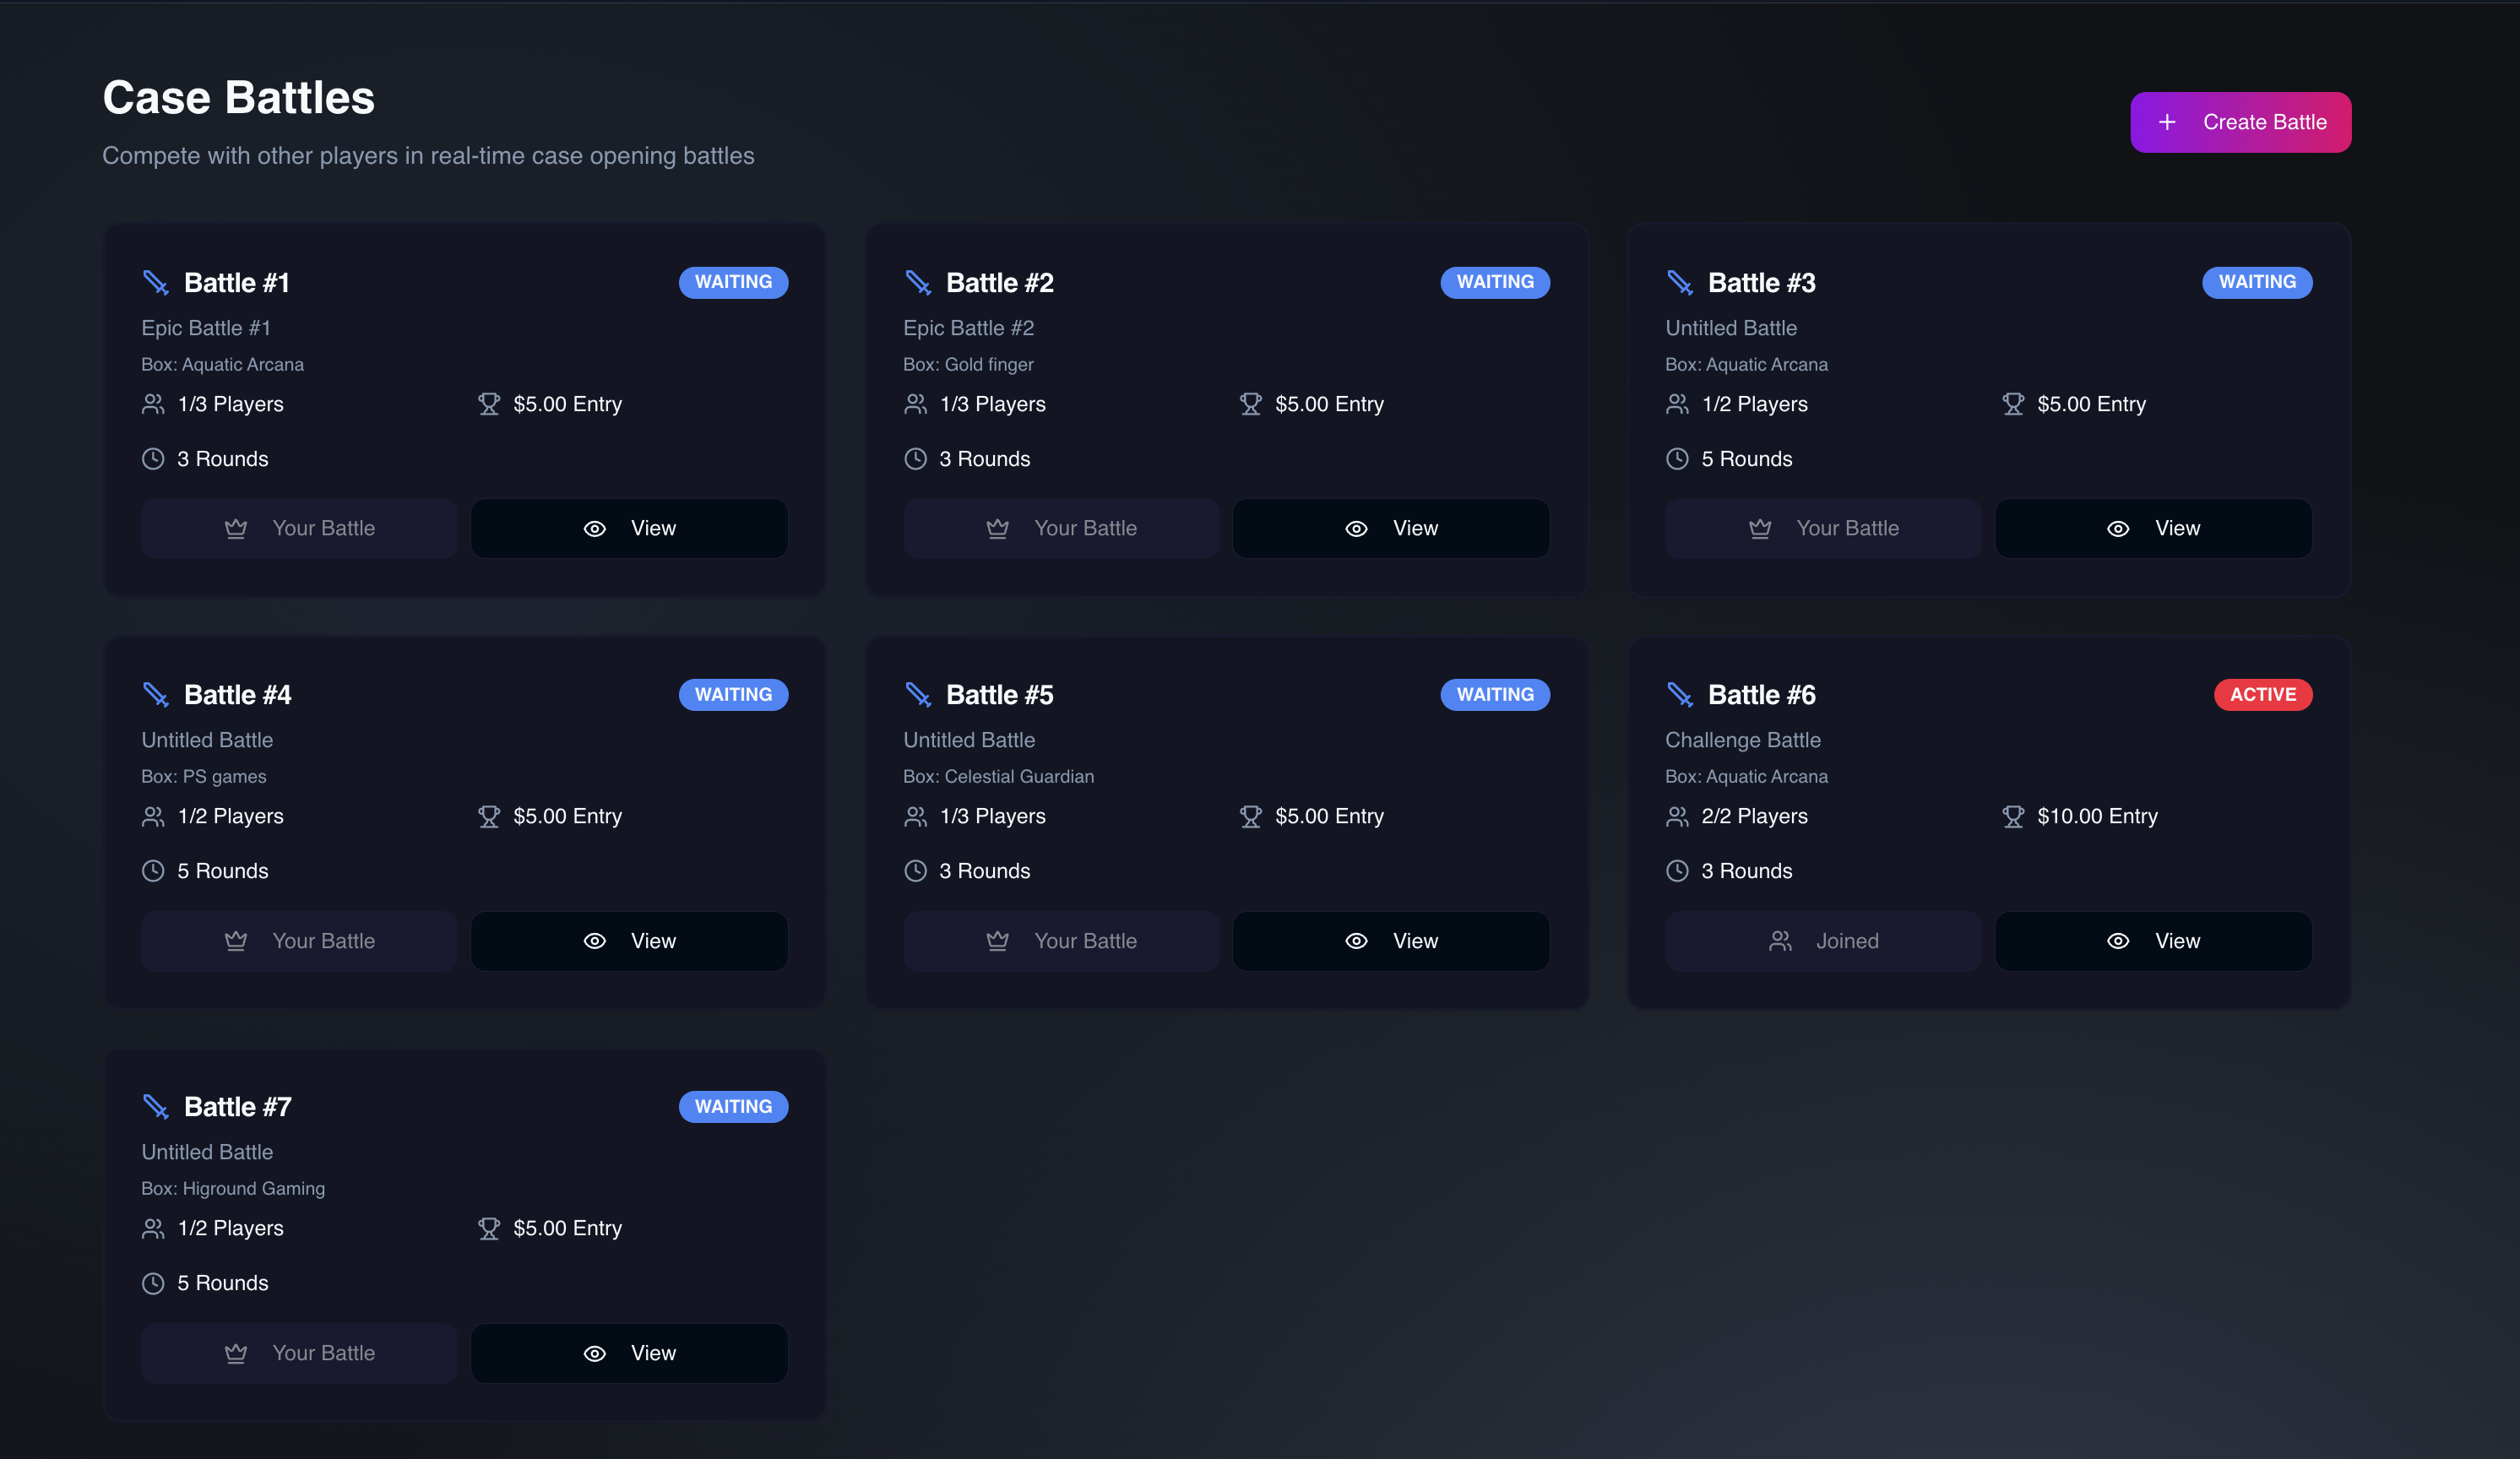 Case Battles
Compete with other players in real-time case opening battles
Create Battle
Battle #1
WAITING
Epic Battle #1
Box: Aquatic Arcana
1/3 Players
$5.00 Entry
3 Rounds
Your Battle
View
Battle #2
WAITING
Epic Battle #2
Box: Gold finger
1/3 Players
$5.00 Entry
3 Rounds
Your Battle
View
Battle #3
WAITING
Untitled Battle
Box: Aquatic Arcana
1/2 Players
$5.00 Entry
5 Rounds
Your Battle
View
Battle #4
WAITING
Untitled Battle
Box: PS games
1/2 Players
$5.00 Entry
5 Rounds
Your Battle
View
Battle #5
WAITING
Untitled Battle
Box: Celestial Guardian
1/3 Players
$5.00 Entry
3 Rounds
Your Battle
View
Battle #6
ACTIVE
Challenge Battle
Box: Aquatic Arcana
2/2 Players
$10.00 Entry
3 Rounds
Joined
View
Battle #7
WAITING
Untitled Battle
Box: Higround Gaming
1/2 Players
$5.00 Entry
5 Rounds
Your Battle
View